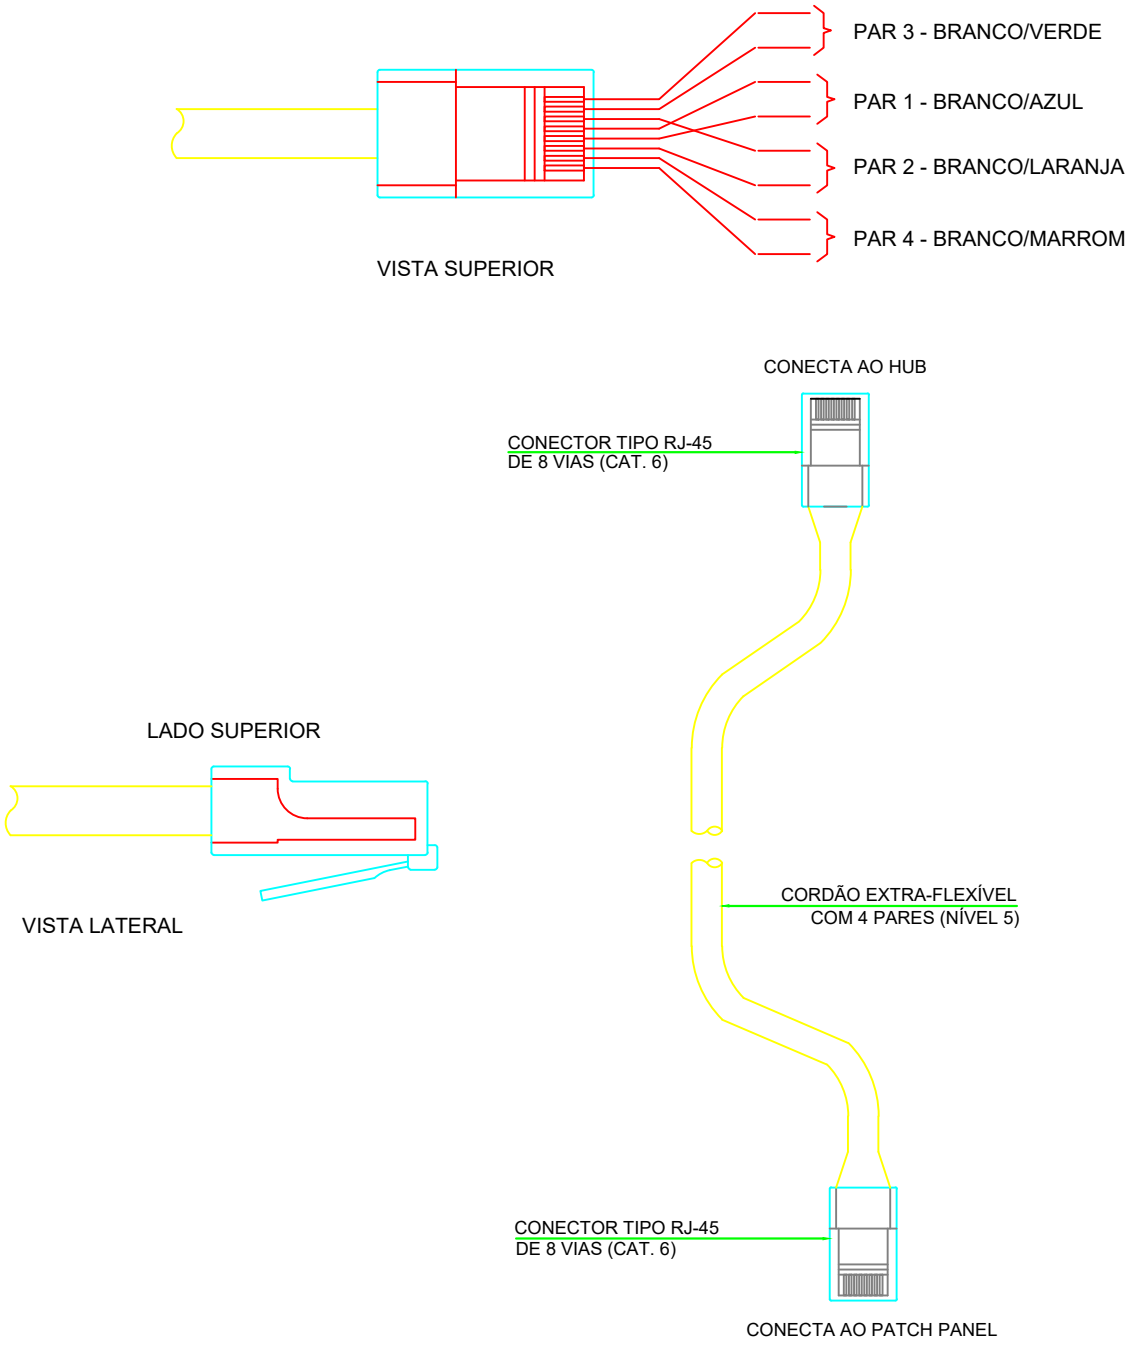 PAR 3 - BRANCO/VERDE
PAR 1 - BRANCO/AZUL
PAR 2 - BRANCO/LARANJA
PAR 4 - BRANCO/MARROM
VISTA SUPERIOR
CONECTA AO HUB
CONECTOR TIPO RJ-45
DE 8 VIAS (CAT. 6)
LADO SUPERIOR
VISTA LATERAL
CORDÃO EXTRA-FLEXÍVEL
COM 4 PARES (NÍVEL 5)
CONECTOR TIPO RJ-45
DE 8 VIAS (CAT. 6)
CONECTA AO PATCH PANEL